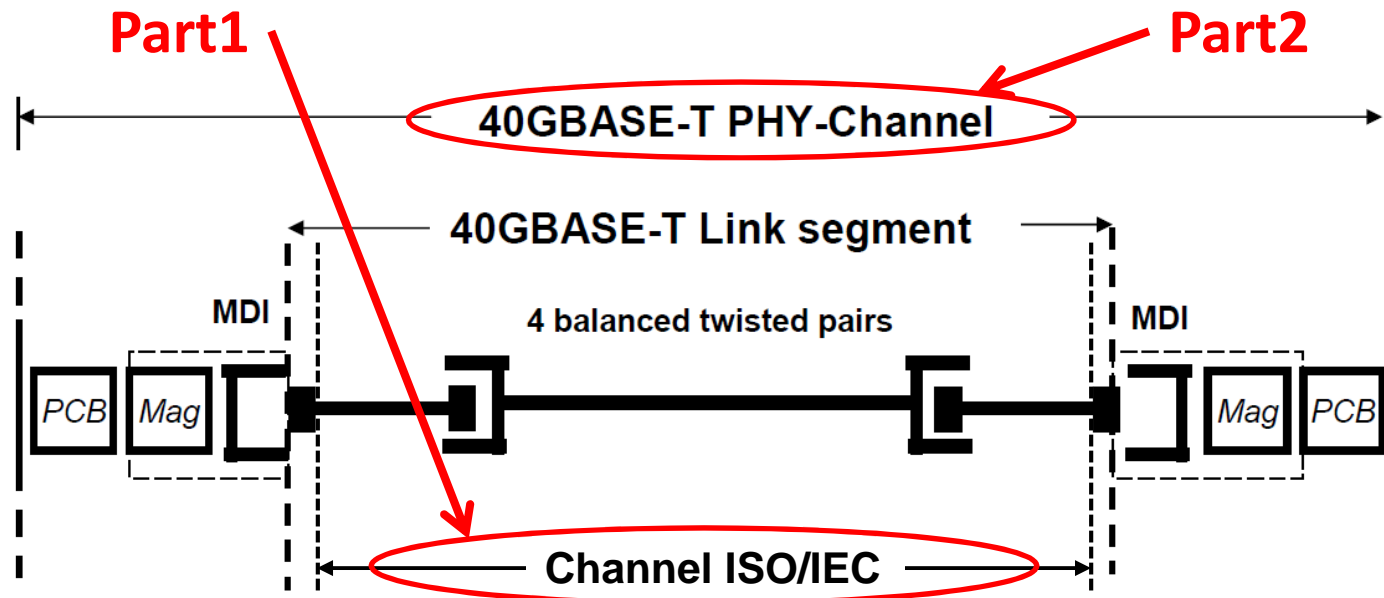 Part1
Part2
40GBASE-T PHY-Channel
40GBASE-T Link segment
MDI
4 balanced twisted pairs
MDI
PCB
Mag
Mag
PCB
Channel ISO/IEC